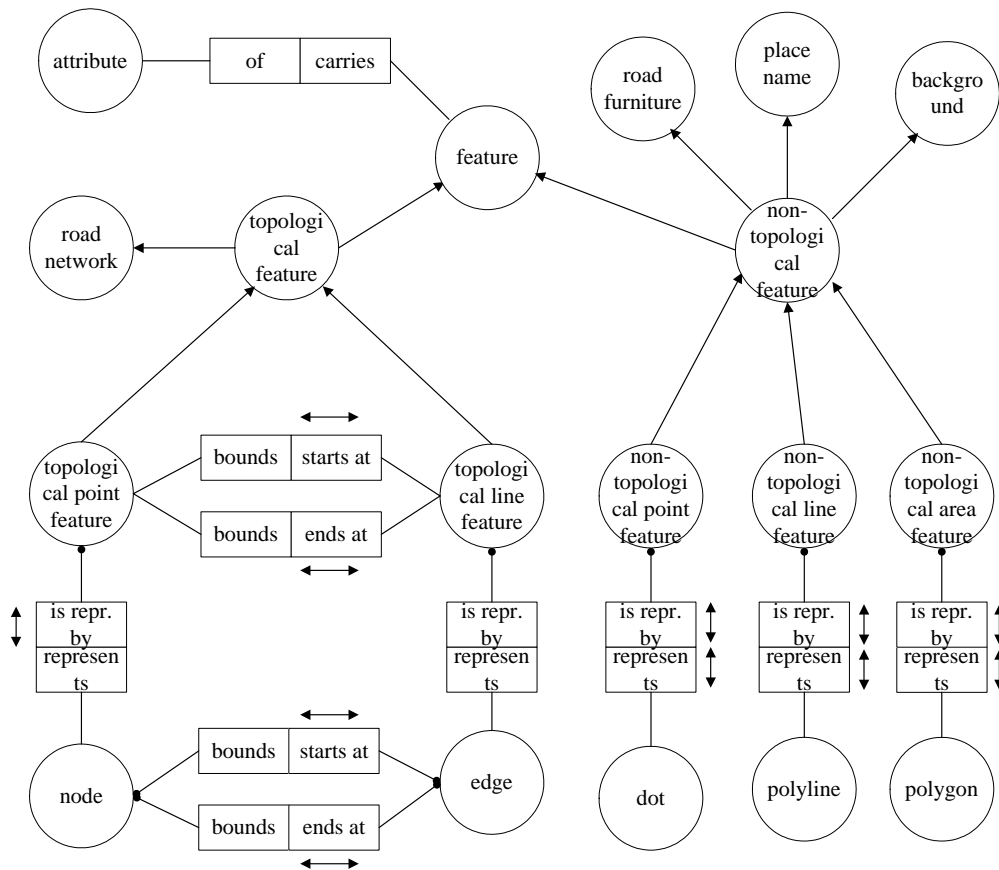 attribute
of
carries
road
furniture
place
name
backgro
und
feature
road
network
topologi
cal
feature
non-
topologi
cal
feature
topologi
cal point
feature
bounds
starts at
bounds
ends at
topologi
cal line
feature
non-
topologi
cal point
feature
non-
topologi
cal line
feature
non-
topologi
cal area
feature
is repr.
by
represen
ts
is repr.
by
represen
ts
is repr.
by
represen
ts
is repr.
by
represen
ts
is repr.
by
represen
ts
node
bounds
starts at
bounds
ends at
edge
dot
polyline
polygon